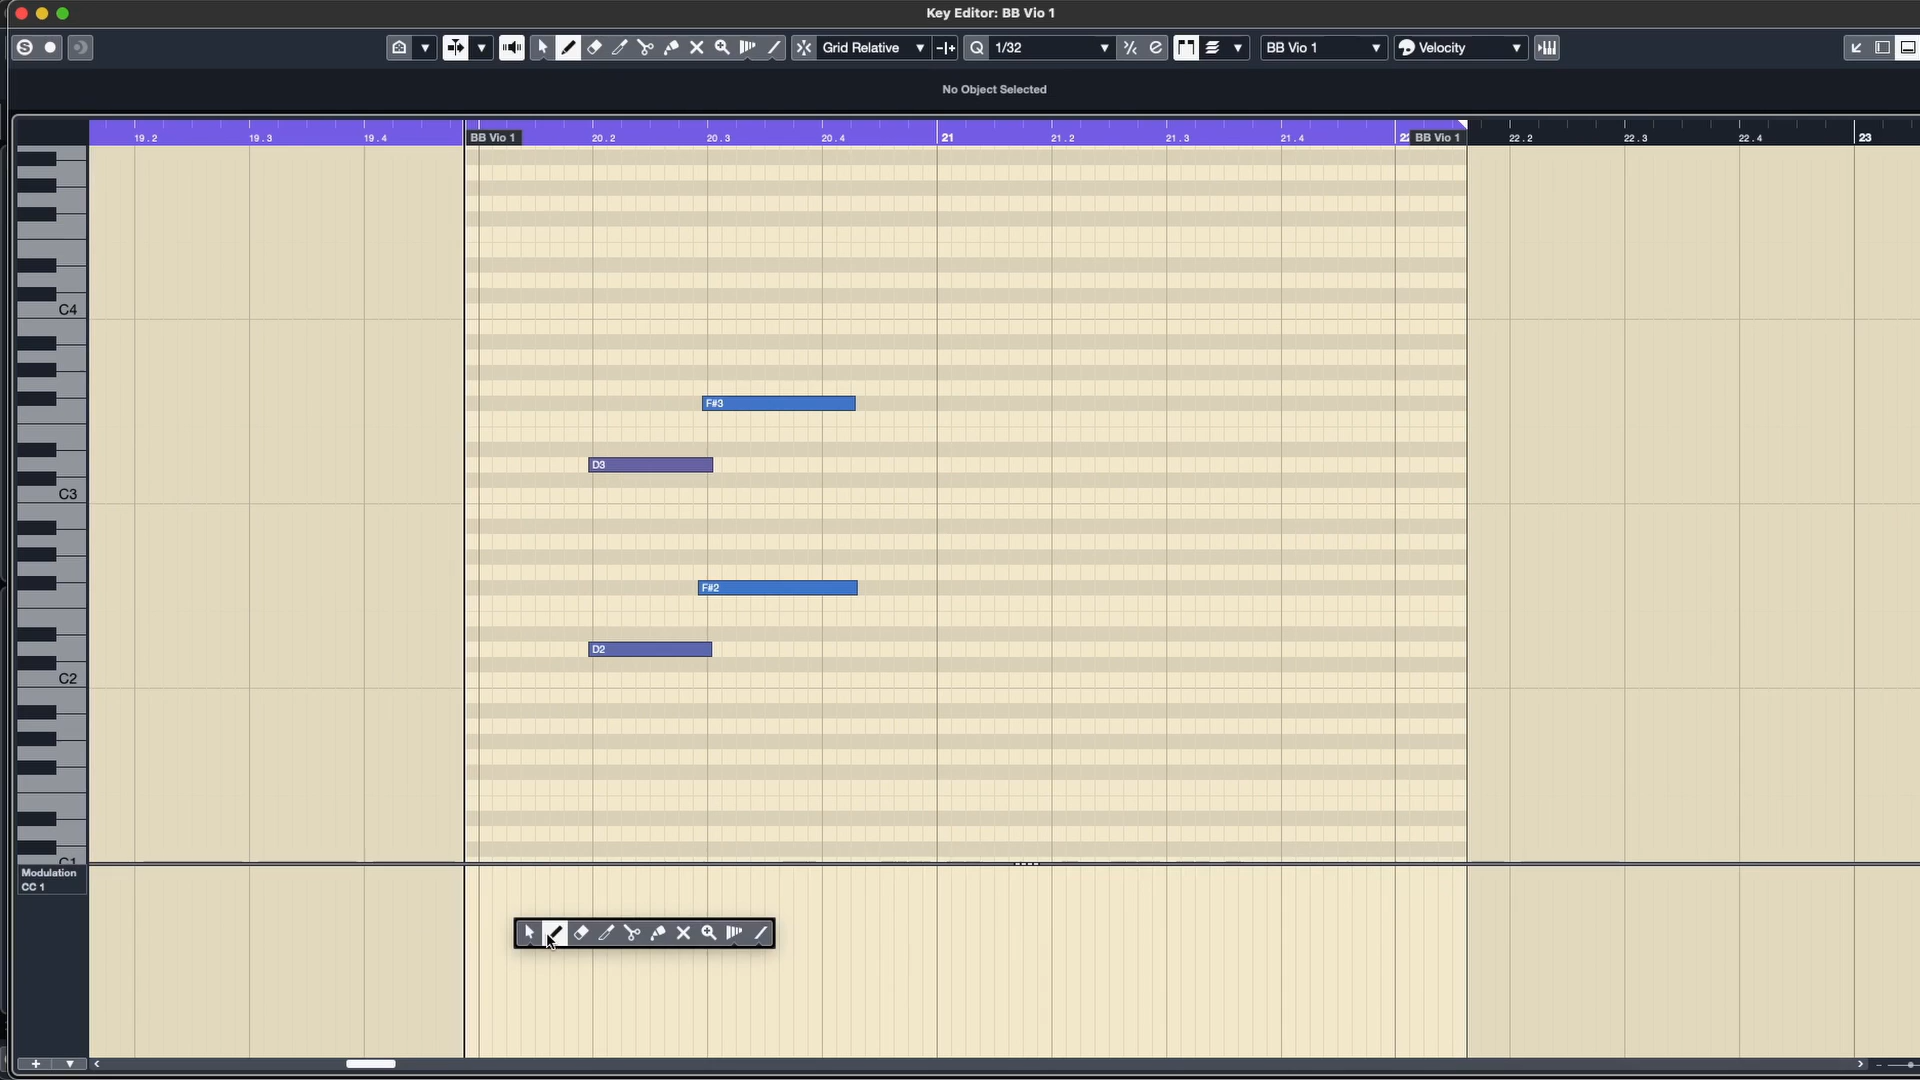 Key Editor: BB Vio 1
S
Grid Relative
Q
1/32
BB Vio 1
Velocity
No Object Selected
19.2
19.3
19.4
BB Vio 1
20.2
20.3
20.4
21
21.2
21.3
21.4
BB Vio 1
22.2
22.3
22.4
23
C4
F#3
D3
C3
F#2
D2
C2
C1
Modulation
CC 1